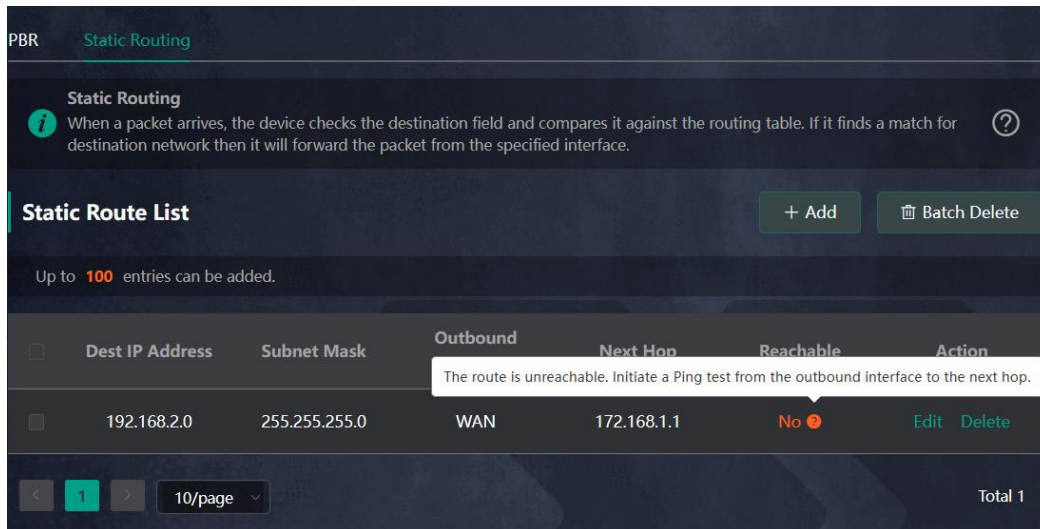 PBR Static Routing
Static Routing
When a packet arrives, the device checks the destination field and compares it against the routing table. If it finds a match for
destination network then it will forward the packet from the specified interface.
Static Route List
+ Add
Batch Delete
Up to 100 entries can be added.
Dest IP Address Subnet Mask Outbound Next Hop Reachable Action
The route is unreachable. Initiate a Ping test from the outbound interface to the next hop.
192.168.2.0 255.255.255.0 WAN 172.168.1.1 No Edit Delete
1 10/page Total 1